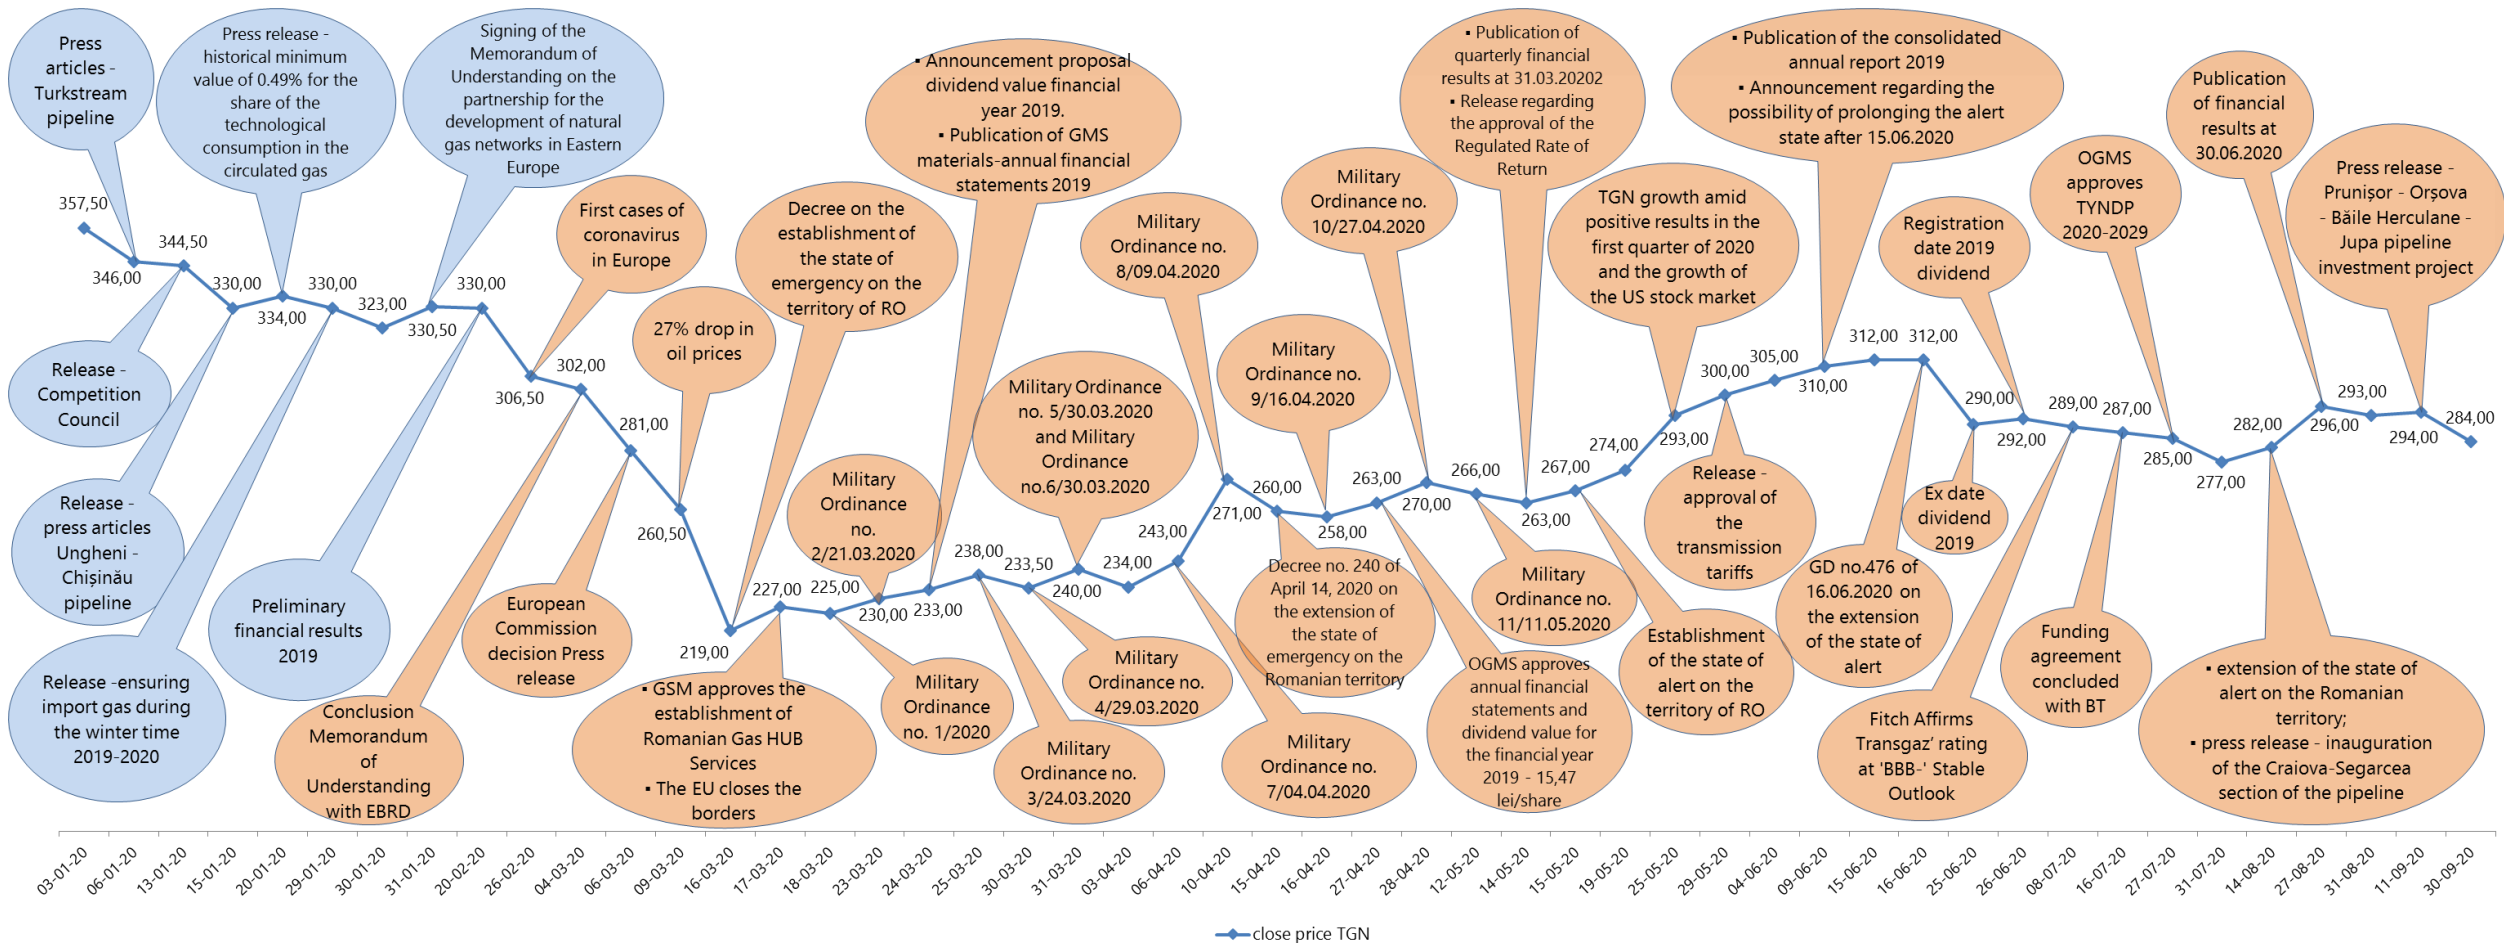 Press
articles -
Turkstream
pipeline
Press release -
historical minimum
value of 0.49% for the
share of the
technological
consumption in the
circulated gas
Signing of the
Memorandum of
Understanding on the
partnership for the
development of natural
gas networks in Eastern
Europe
First cases of
coronavirus
in Europe
27% drop in
oil prices
Decree on the
establishment of
the state of
emergency on the
territory of RO
▪ Announcement proposal
dividend value financial
year 2019.
▪ Publication of GMS
materials-annual financial
statements 2019
Military Ordinance
no. 5/30.03.2020
and Military
Ordinance
no.6/30.03.2020
Military
Ordinance no.
8/09.04.2020
Military
Ordinance no.
9/16.04.2020
Military
Ordinance no.
10/27.04.2020
▪ Publication of
quarterly financial
results at 31.03.20202
▪ Release regarding
the approval of the
Regulated Rate of
Return
TGN growth amid
positive results in the
first quarter of 2020
and the growth of
the US stock market
▪ Publication of the consolidated
annual report 2019
▪ Announcement regarding the
possibility of prolonging the alert
state after 15.06.2020
Registration
date 2019
dividend
OGMS
approves
TYNDP
2020-2029
Publication
of financial
results at
30.06.2020
Press release -
Prunișor - Orșova
- Băile Herculane -
Jupa pipeline
investment project
357,50
346,00
344,50
330,00
334,00
330,00
323,00
330,50
330,00
306,50
302,00
281,00
260,50
219,00
227,00
225,00
230,00
233,00
238,00
233,50
240,00
234,00
243,00
271,00
260,00
258,00
263,00
270,00
266,00
263,00
267,00
274,00
293,00
300,00
305,00
310,00
312,00
312,00
290,00
292,00
289,00
287,00
285,00
277,00
282,00
296,00
293,00
294,00
284,00
Release -
Competition
Council
Release -
press articles
Ungheni -
Chișinău
pipeline
Release -ensuring
import gas during
the winter time
2019-2020
Preliminary
financial results
2019
Conclusion
Memorandum
of
Understanding
with EBRD
European
Commission
decision Press
release
▪ GSM approves the
establishment of
Romanian Gas HUB
Services
▪ The EU closes the
borders
Military
Ordinance
no.
2/21.03.2020
Military
Ordinance
no. 1/2020
Military
Ordinance no.
3/24.03.2020
Military
Ordinance no.
4/29.03.2020
Military
Ordinance no.
7/04.04.2020
Decree no. 240 of
April 14, 2020 on
the extension of
the state of
emergency on the
Romanian territory
OGMS approves
annual financial
statements and
dividend value for
the financial year
2019 - 15,47
lei/share
Military
Ordinance no.
11/11.05.2020
Establishment
of the state of
alert on the
territory of RO
Release -
approval of
the
transmission
tariffs
GD no.476 of
16.06.2020 on
the extension
of the state of
alert
Ex date
dividend
2019
Fitch Affirms
Transgaz’ rating
at 'BBB-' Stable
Outlook
Funding
agreement
concluded
with BT
▪ extension of the state of
alert on the Romanian
territory;
▪ press release - inauguration
of the Craiova-Segarcea
section of the pipeline
03-01-20
06-01-20
13-01-20
15-01-20
20-01-20
29-01-20
30-01-20
31-01-20
20-02-20
26-02-20
04-03-20
06-03-20
09-03-20
16-03-20
17-03-20
18-03-20
23-03-20
24-03-20
25-03-20
30-03-20
31-03-20
03-04-20
06-04-20
10-04-20
15-04-20
16-04-20
27-04-20
28-04-20
12-05-20
14-05-20
15-05-20
19-05-20
25-05-20
29-05-20
04-06-20
09-06-20
15-06-20
16-06-20
25-06-20
26-06-20
08-07-20
16-07-20
27-07-20
31-07-20
14-08-20
27-08-20
31-08-20
11-09-20
30-09-20
close price TGN